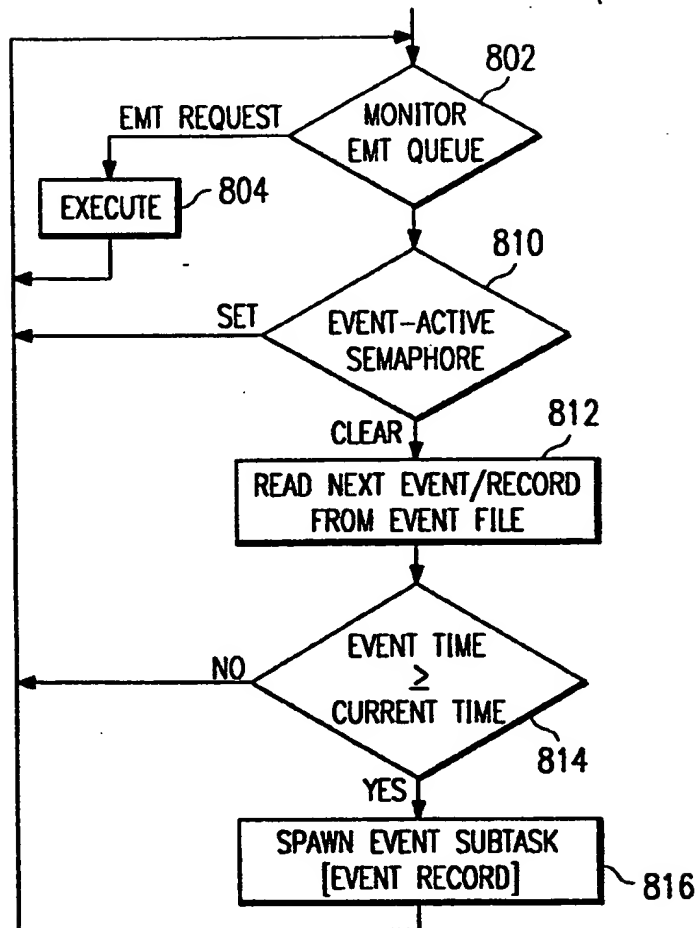 802
MONITOR
EMT QUEUE
EMT REQUEST
EXECUTE
804
810
EVENT-ACTIVE
SEMAPHORE
SET
CLEAR
812
READ NEXT EVENT/RECORD
FROM EVENT FILE
EVENT TIME
≥
CURRENT TIME
NO
814
YES
SPAWN EVENT SUBTASK
[EVENT RECORD]
816